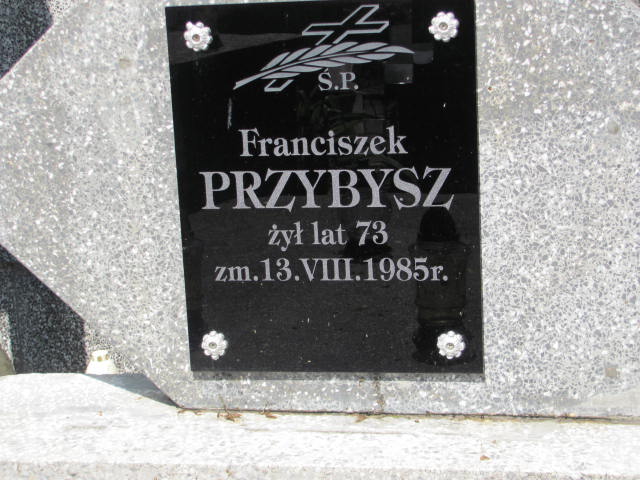 Ś.P.
Franciszek
PRZYBYSZ
żył lat 73
zm.13.VIII.1985r.